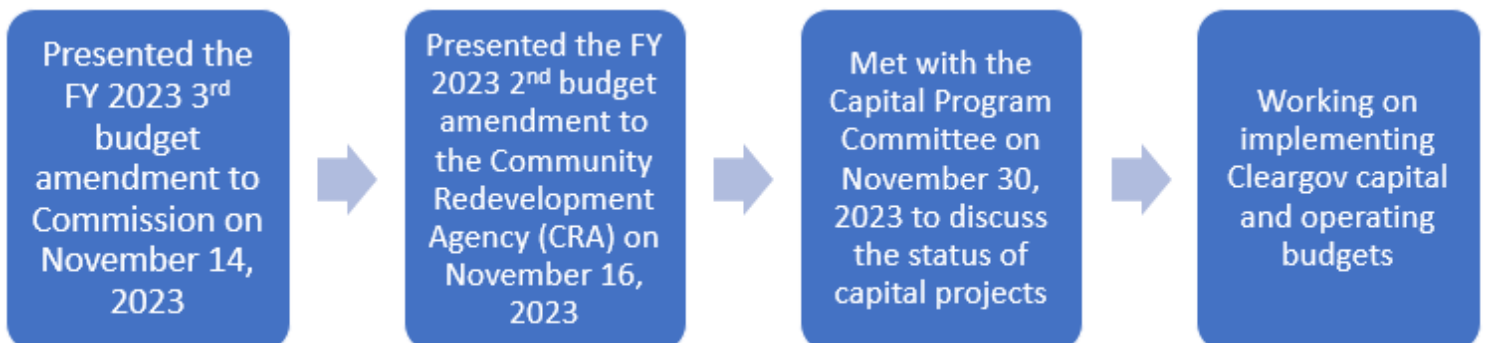 Presented the
FY 2023 3rd
budget
amendment to
Commission on
November 14,
2023
Presented the FY
2023 2nd budget
amendment to
the Community
Redevelopment
Agency (CRA) on
November 16,
2023
Met with the
Capital Program
Committee on
November 30,
2023 to discuss
the status of
capital projects
Working on
implementing
Cleargov capital
and operating
budgets